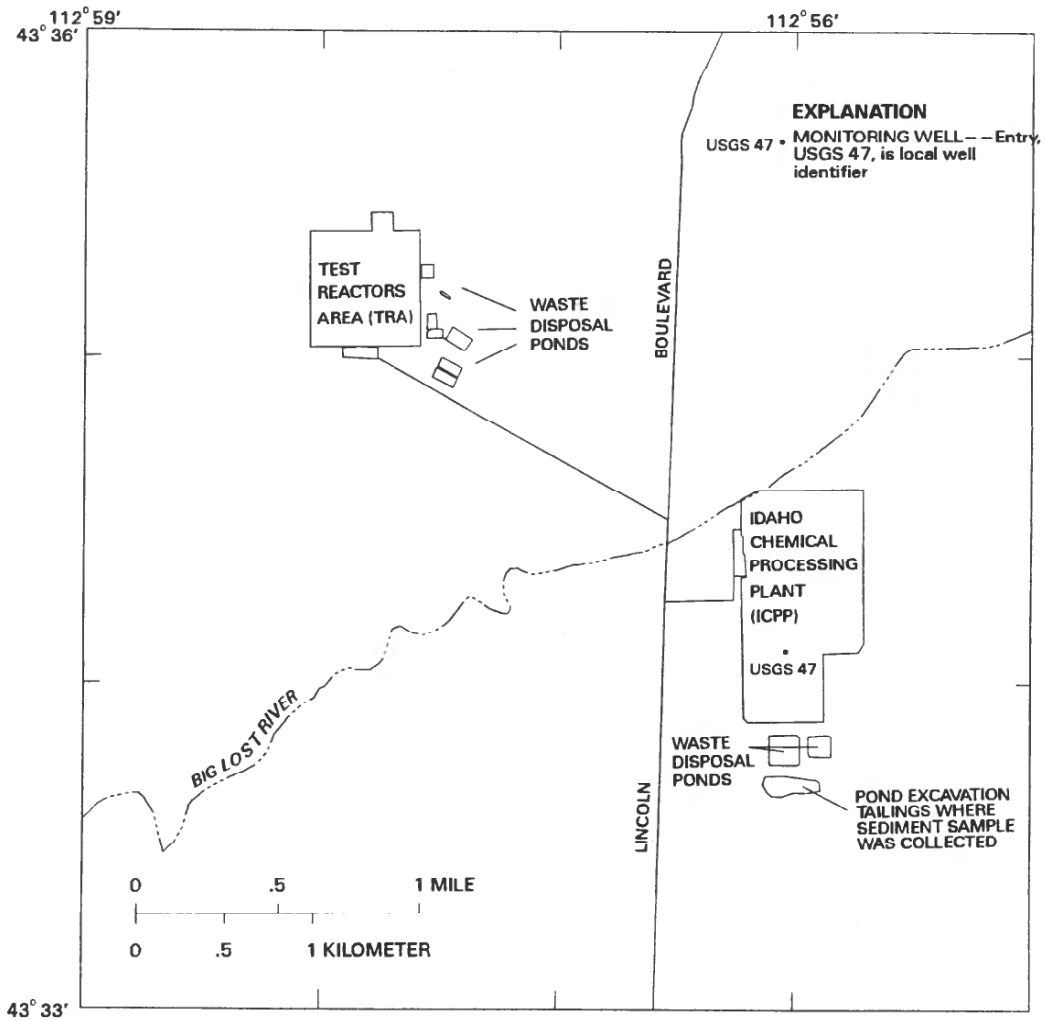 112° 59'
112° 56'
43° 36'
EXPLANATION
USGS 47 • MONITORING WELL––Entry,
USGS 47, is local well
identifier
TEST
REACTORS
AREA (TRA)
WASTE
DISPOSAL
PONDS
BOULEVARD
IDAHO
CHEMICAL
PROCESSING
PLANT
(ICPP)
USGS 47
BIG LOST RIVER
WASTE
DISPOSAL
PONDS
POND EXCAVATION
TAILINGS WHERE
SEDIMENT SAMPLE
WAS COLLECTED
LINCOLN
0 .5 1 MILE
0 .5 1 KILOMETER
43° 33'